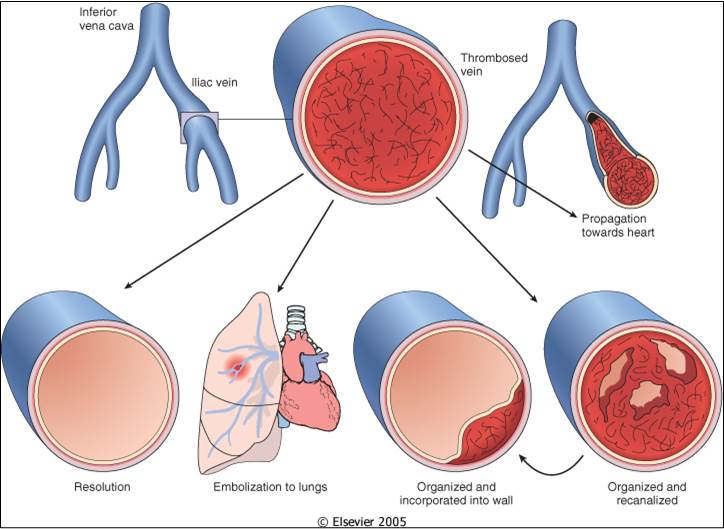 Inferior
vena cava
Iliac vein
Thrombosed
vein
Propagation
towards heart
Resolution
Embolization to lungs
Organized and
incorporated into wall
Organized and
recanalized
© Elsevier 2005